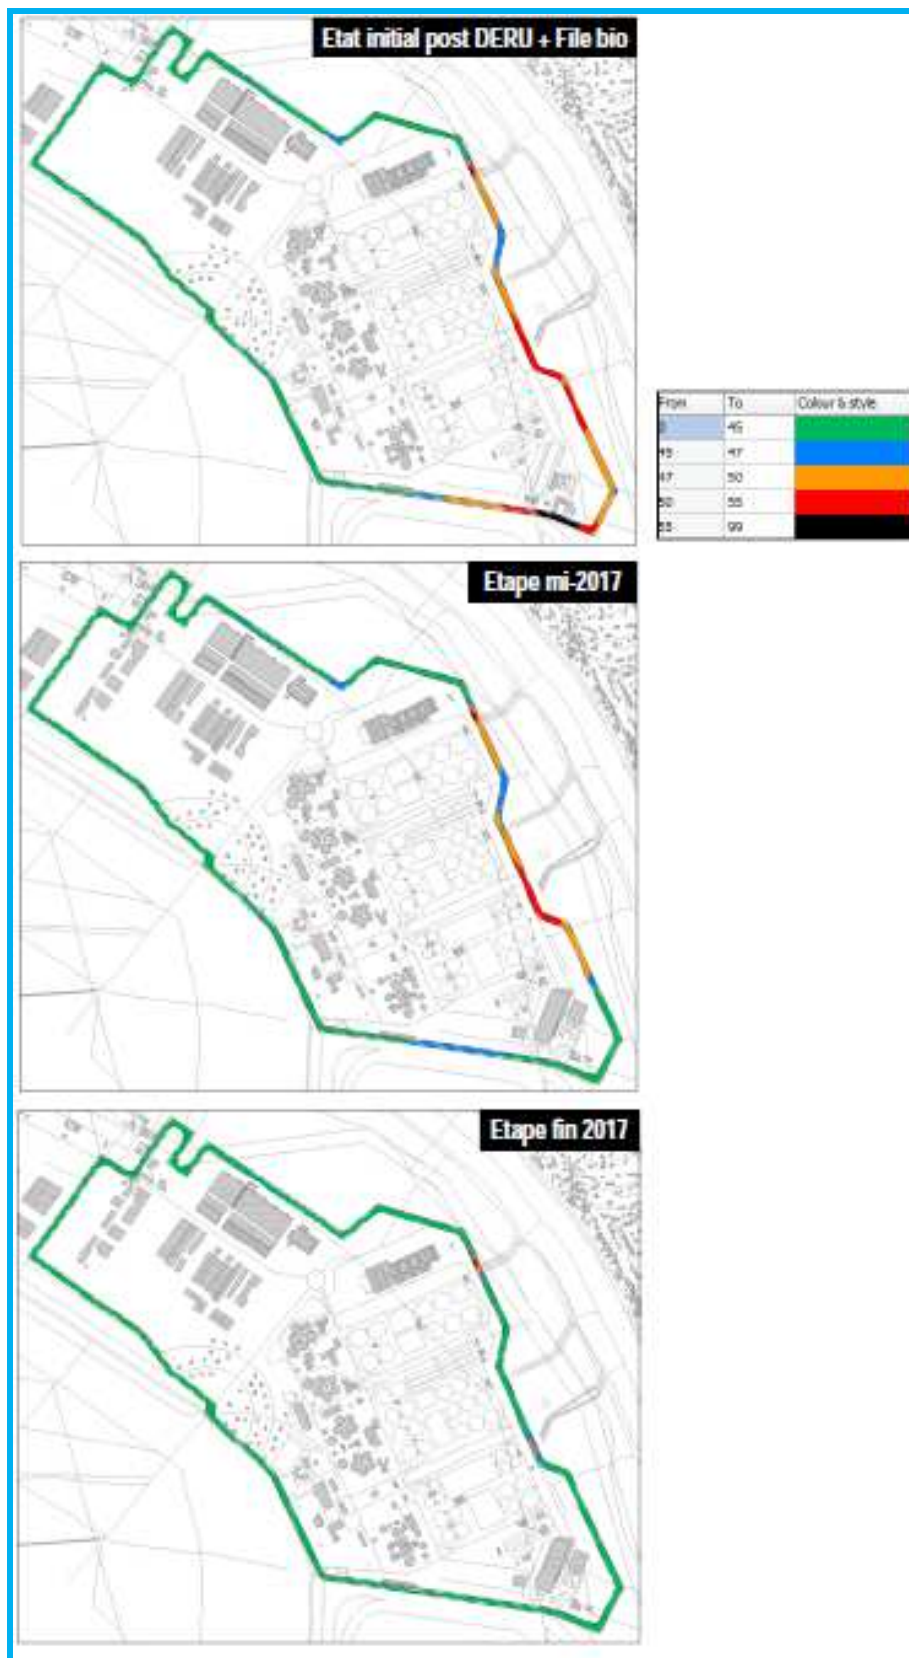 Etat initial post DERU + File bio
From To Colour & style
45
45 47
47 50
50 55
55 99
Etape mi-2017
Etape fin 2017